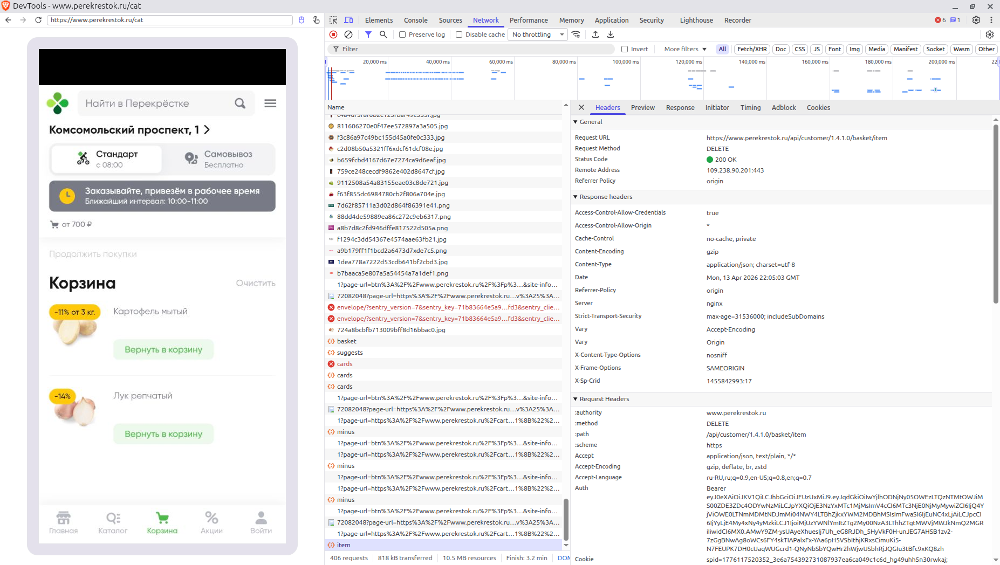 DevTools - www.perekrestok.ru/cat
https://www.perekrestok.ru/cat
Elements Console Sources Network Performance Memory Application Security Lighthouse Recorder 6 1
Preserve log Disable cache No throttling
Filter Invert More filters All Fetch/XHR Doc CSS JS Font Img Media Manifest Socket Wasm Other
20,000 ms 40,000 ms 60,000 ms 80,000 ms 100,000 ms 120,000 ms 140,000 ms 160,000 ms 180,000 ms 200,000 ms
Найти в Перекрёстке
Комсомольский проспект, 1
Стандарт
с 08:00
Самовывоз
Бесплатно
Заказывайте, привезём в рабочее время
Ближайший интервал: 10:00-11:00
от 700 ₽
Продолжить покупки
Корзина
Очистить
-11% от 3 кг.
Картофель мытый
Вернуть в корзину
-14%
Лук репчатый
Вернуть в корзину
Главная Каталог Корзина Акции Войти
Name
811606270e0f47ee572897a3a505.jpg
f3c86a97c49bc155d45a0fe0c333.jpg
c2d08b50a5321ff6xdcf61dcf08e.jpg
b659fcbd4167d67e7274ca9d6eaf.jpg
759ce248cecdf9862e402d8647cf.jpg
9112508a54a83155eae03c8de721.jpg
f63f855dc6984780cb2f806a704e.jpg
7d62f85711a3d02d864f86391e41.png
88dd4de59889ea86c272c9eb6317.png
a8b7d8c2fd946dffe817522d505a.png
f1294c3dd54367e4574aae63fb21.jpg
a9b179ff1f1bcd2a6473d7xde7c5.png
1dea778a7222d53cdb641bf2cbd3.jpg
b7baaca5e807a5a54454a7a1def1.png
1?page-url=btn%3A%2F%2Fwww.perekrestok.ru%2F%3Fp%3…&site-info…
72082048?page-url=https%3A%2F%2Fwww.perekrestok.ru…v%3A25%3A…
envelope/?sentry_version=7&sentry_key=71b83664e5a9…fd3&sentry_clie…
envelope/?sentry_version=7&sentry_key=71b83664e5a9…fd3&sentry_clie…
724a8bcbfb713009bff8d16bbac0.jpg
basket
suggests
cards
cards
cards
1?page-url=btn%3A%2F%2Fwww.perekrestok.ru%2F%3Fp%3…&site-info…
72082048?page-url=https%3A%2F%2Fwww.perekrestok.ru…v%3A25%3A…
1?page-url=https%3A%2F%2Fwww.perekrestok.ru%2Fcart…1%8B%22%2…
minus
1?page-url=btn%3A%2F%2Fwww.perekrestok.ru%2F%3Fp%3…&site-info…
1?page-url=https%3A%2F%2Fwww.perekrestok.ru%2Fcart…1%8B%22%2…
minus
1?page-url=btn%3A%2F%2Fwww.perekrestok.ru%2F%3Fp%3…&site-info…
1?page-url=https%3A%2F%2Fwww.perekrestok.ru%2Fcart…1%8B%22%2…
minus
1?page-url=btn%3A%2F%2Fwww.perekrestok.ru%2F%3Fp%3…&site-info…
72082048?page-url=https%3A%2F%2Fwww.perekrestok.ru…v%3A25%3A…
1?page-url=https%3A%2F%2Fwww.perekrestok.ru%2Fcart…1%8B%22%2…
item
406 requests 818 kB transferred 10.5 MB resources Finish: 3.2 min DOM
Headers Preview Response Initiator Timing Adblock Cookies
General
Request URL https://www.perekrestok.ru/api/customer/1.4.1.0/basket/item
Request Method DELETE
Status Code 200 OK
Remote Address 109.238.90.201:443
Referrer Policy origin
Response headers
Access-Control-Allow-Credentials true
Access-Control-Allow-Origin *
Cache-Control no-cache, private
Content-Encoding gzip
Content-Type application/json; charset=utf-8
Date Mon, 13 Apr 2026 22:05:03 GMT
Referrer-Policy origin
Server nginx
Strict-Transport-Security max-age=31536000; includeSubDomains
Vary Accept-Encoding
Vary Origin
X-Content-Type-Options nosniff
X-Frame-Options SAMEORIGIN
X-Sp-Crid 1455842993:17
Request Headers
:authority www.perekrestok.ru
:method DELETE
:path /api/customer/1.4.1.0/basket/item
:scheme https
Accept application/json, text/plain, */*
Accept-Encoding gzip, deflate, br, zstd
Accept-Language ru-RU,ru;q=0.9,en-US;q=0.8,en;q=0.7
Auth Bearer
Cookie spid=1776117520352_3e6a754392731087937ea6ca049c1c6d_hg49uhh5n30rwkaj;